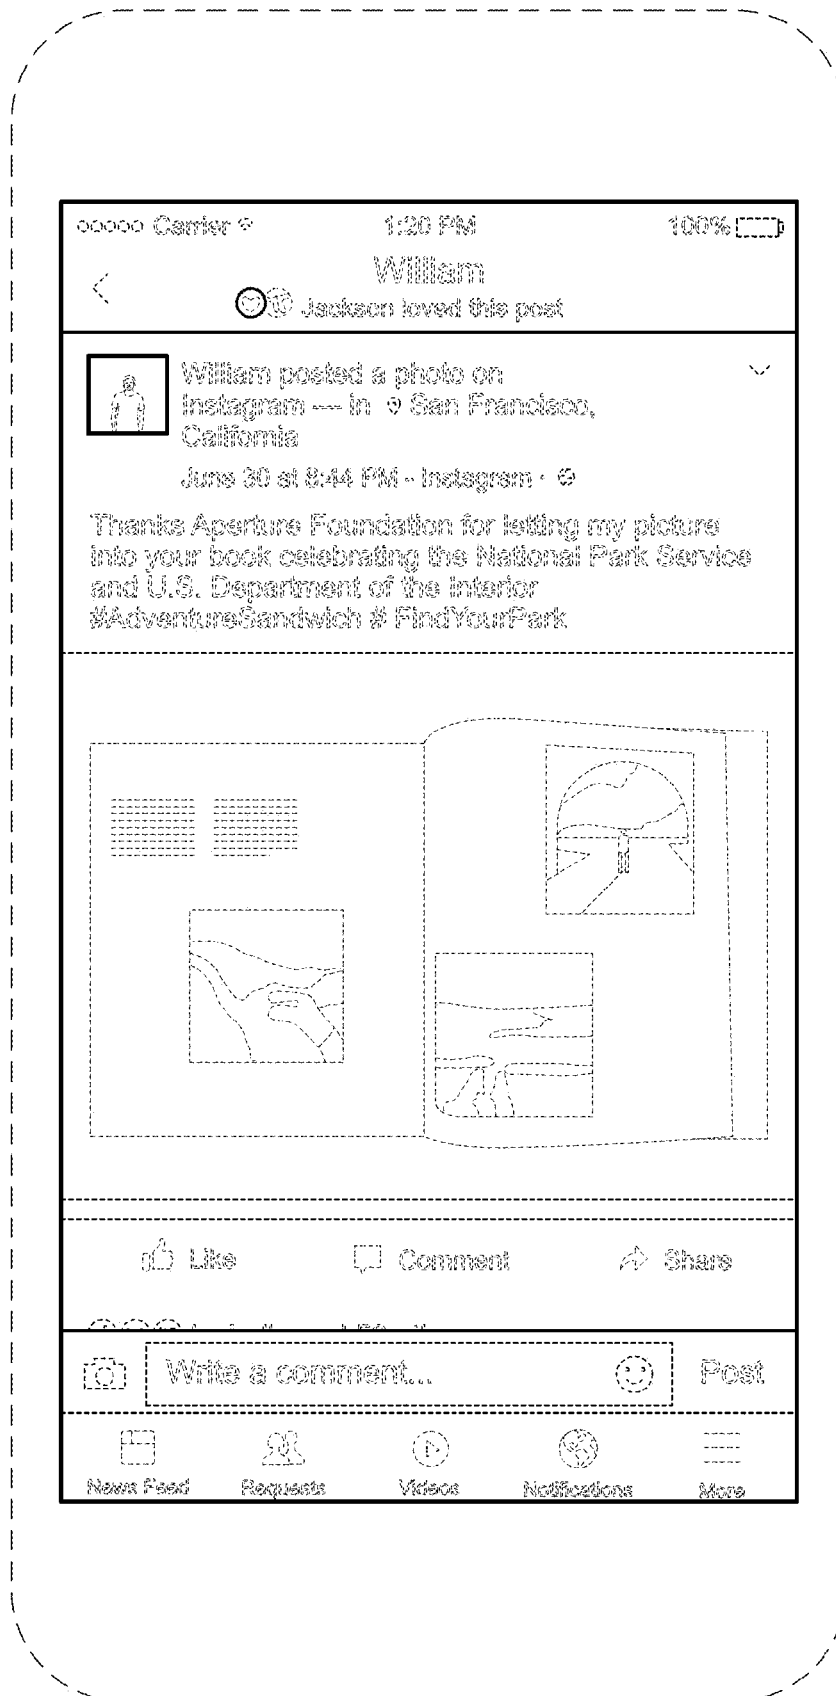 Carrier 1:20 PM 100%
William
Jackson loved this post
William posted a photo on
Instagram — in San Francisco,
California
June 30 at 8:44 PM - Instagram ·
Thanks Aperture Foundation for letting my picture
into your book celebrating the National Park Service
and U.S. Department of the Interior
#AdventureSandwich # FindYourPark
Like Comment Share
Write a comment... Post
News Feed Requests Videos Notifications More